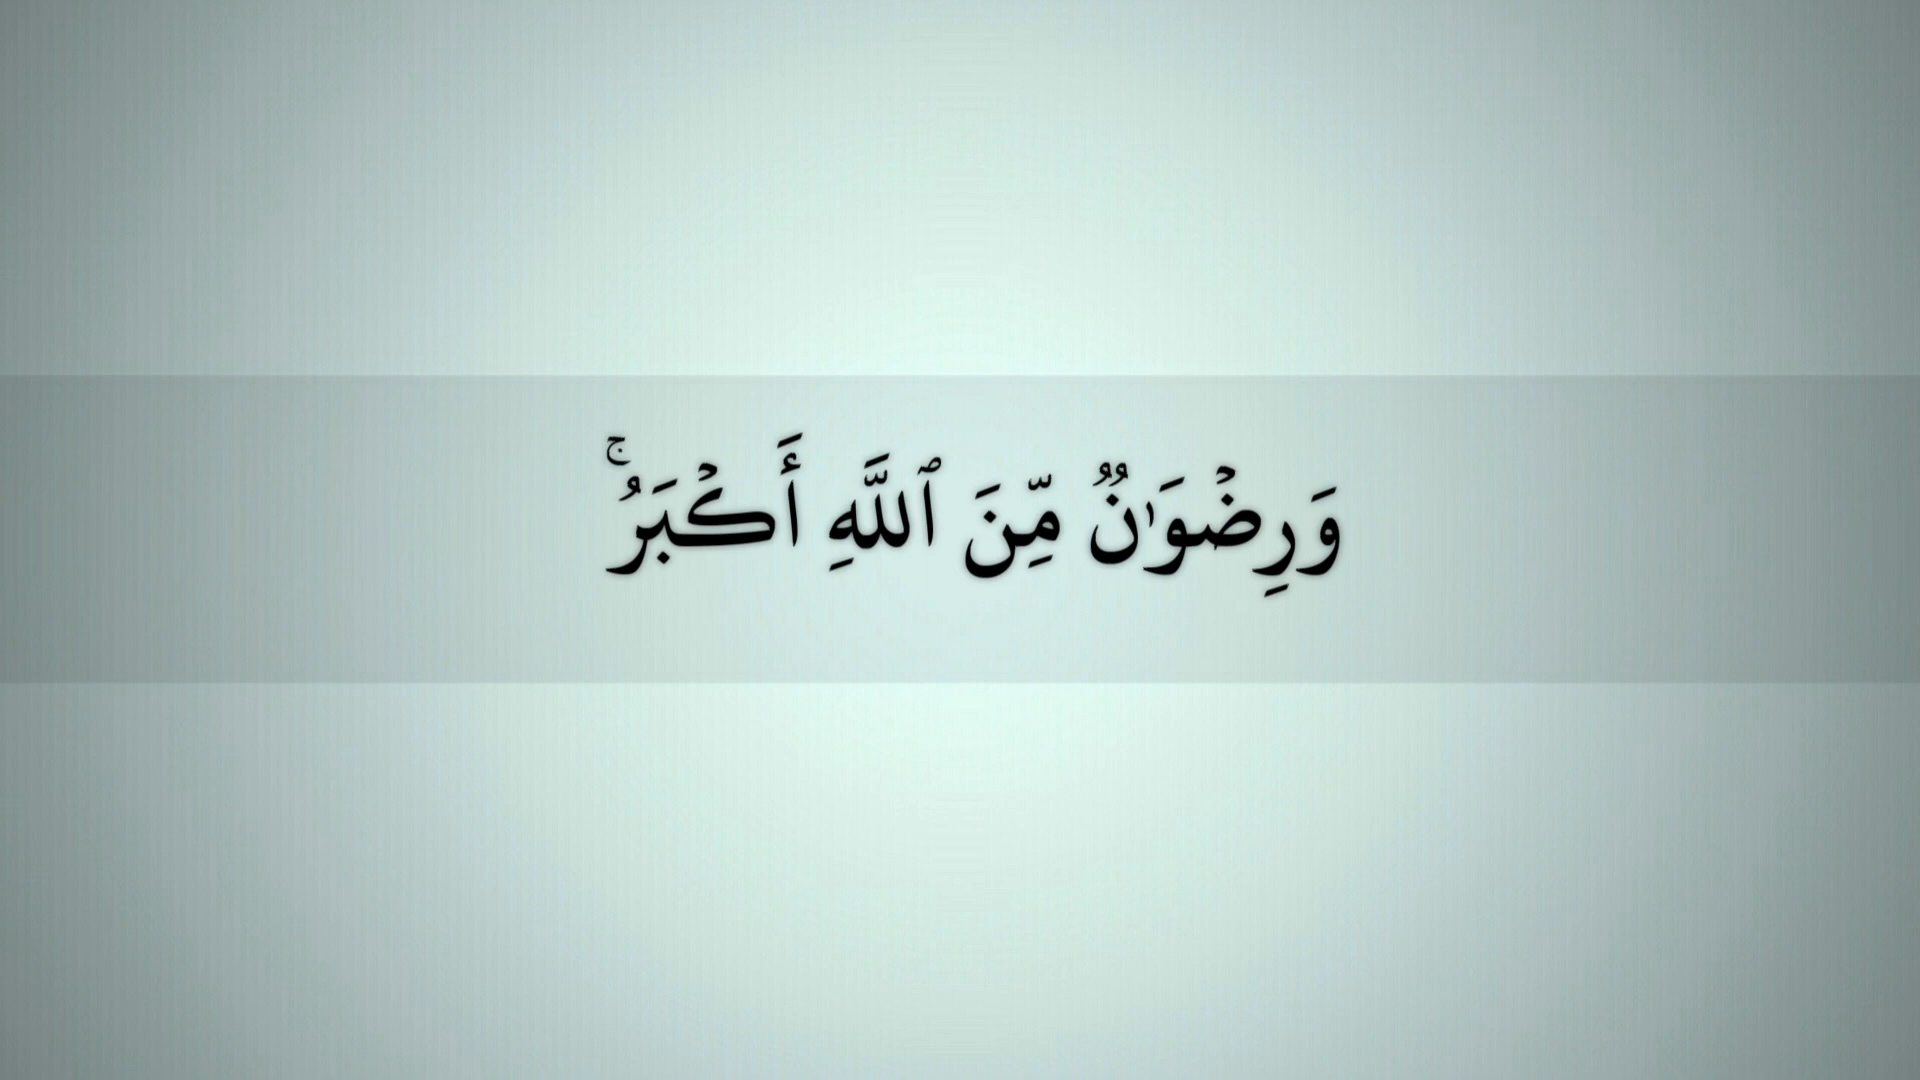 وَرِضْوَٰنٌ مِّنَ ٱللَّهِ أَكْبَرُ ۚ